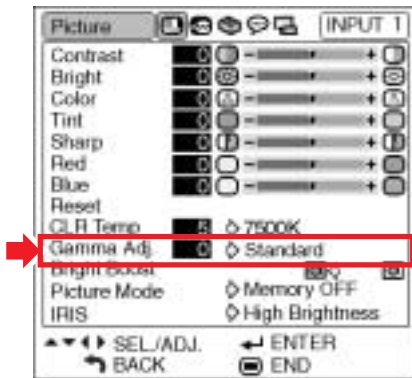 Picture INPUT 1
Contrast 0 - +
Bright 0 - +
Color 0 - +
Tint 0 - +
Sharp 0 - +
Red 0 - +
Blue 0 - +
Reset
CLR Temp 5 7500K
Gamma Adj. 0 Standard
Bright Boost
Picture Mode Memory OFF
IRIS High Brightness
SEL./ADJ. ENTER
BACK END